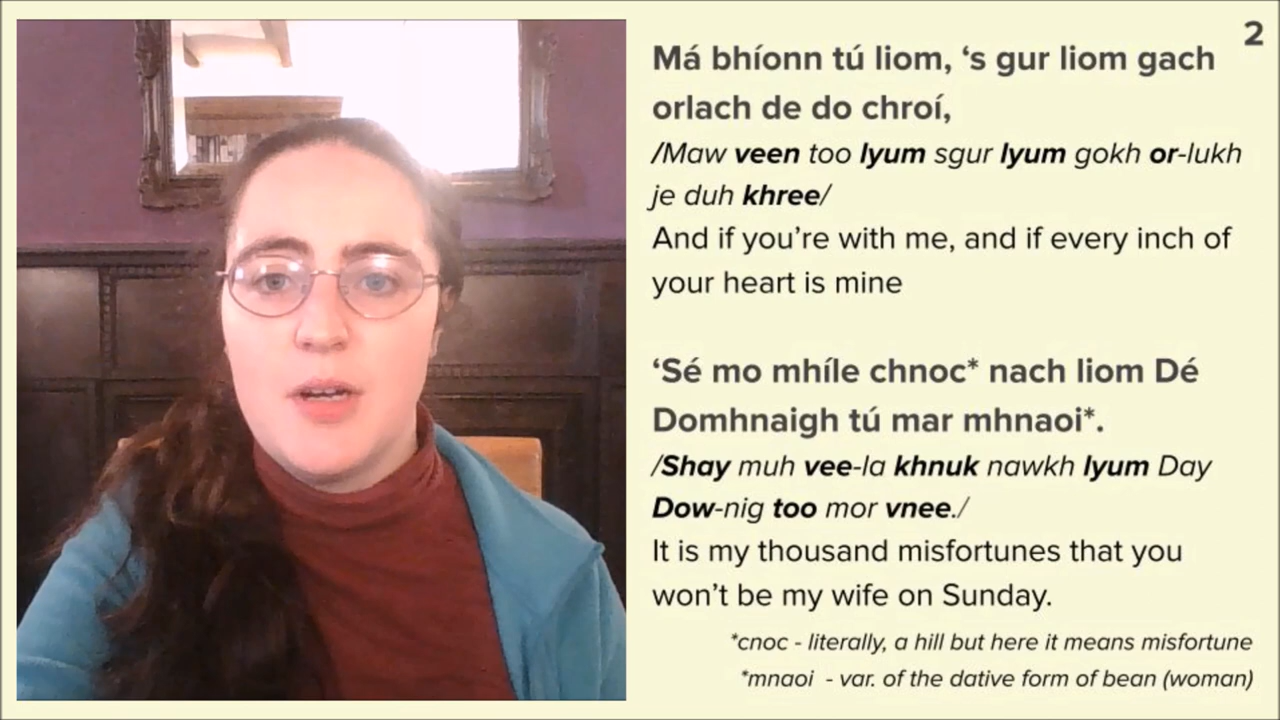 2
Má bhíonn tú liom, ‘s gur liom gach
orlach de do chroí,
/Maw veen too lyum sgur lyum gokh or-lukh
je duh khree/
And if you’re with me, and if every inch of
your heart is mine
‘Sé mo mhíle chnoc* nach liom Dé
Domhnaigh tú mar mhnaoi*.
/Shay muh vee-la khnuk nawkh lyum Day
Dow-nig too mor vnee./
It is my thousand misfortunes that you
won’t be my wife on Sunday.
*cnoc - literally, a hill but here it means misfortune
*mnaoi - var. of the dative form of bean (woman)